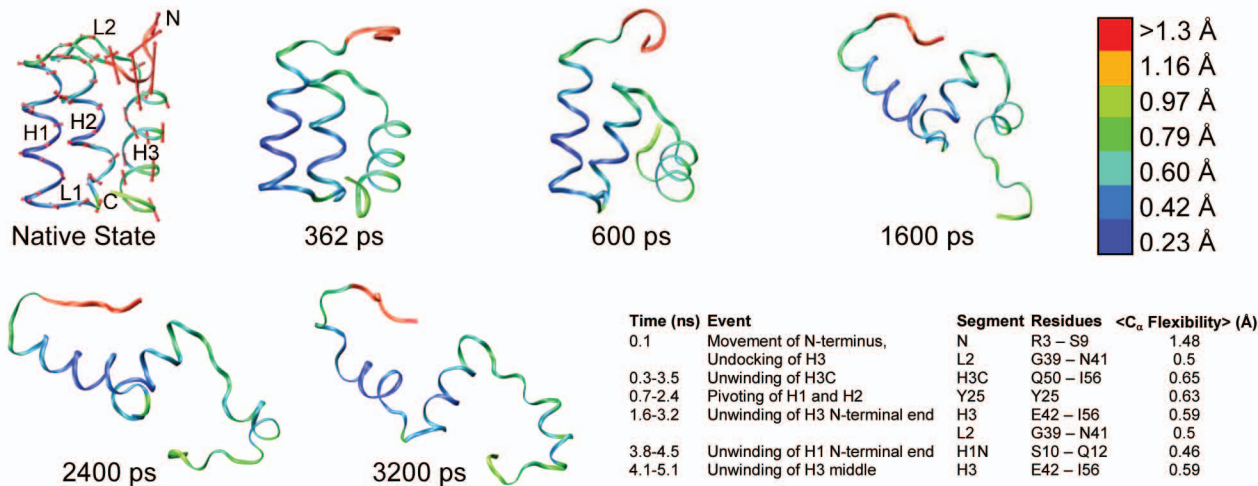 L2
N
H1
H2
H3
L1
C
Native State
362 ps
600 ps
1600 ps
>1.3 Å
1.16 Å
0.97 Å
0.79 Å
0.60 Å
0.42 Å
0.23 Å
2400 ps
3200 ps
Time (ns) Event Segment Residues <Cα Flexibility> (Å)
0.1 Movement of N-terminus, N R3 – S9 1.48
Undocking of H3 L2 G39 – N41 0.5
0.3-3.5 Unwinding of H3C H3C Q50 – I56 0.65
0.7-2.4 Pivoting of H1 and H2 Y25 Y25 0.63
1.6-3.2 Unwinding of H3 N-terminal end H3 E42 – I56 0.59
L2 G39 – N41 0.5
3.8-4.5 Unwinding of H1 N-terminal end H1N S10 – Q12 0.46
4.1-5.1 Unwinding of H3 middle H3 E42 – I56 0.59